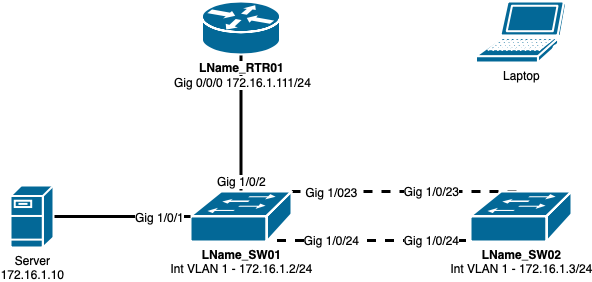 LName_RTR01
Gig 0/0/0 172.16.1.111/24
Laptop
Gig 1/0/2
Gig 1/023
Gig 1/0/23
Gig 1/0/1
Gig 1/0/24
Gig 1/0/24
Server
172.16.1.10
LName_SW01
Int VLAN 1 - 172.16.1.2/24
LName_SW02
Int VLAN 1 - 172.16.1.3/24